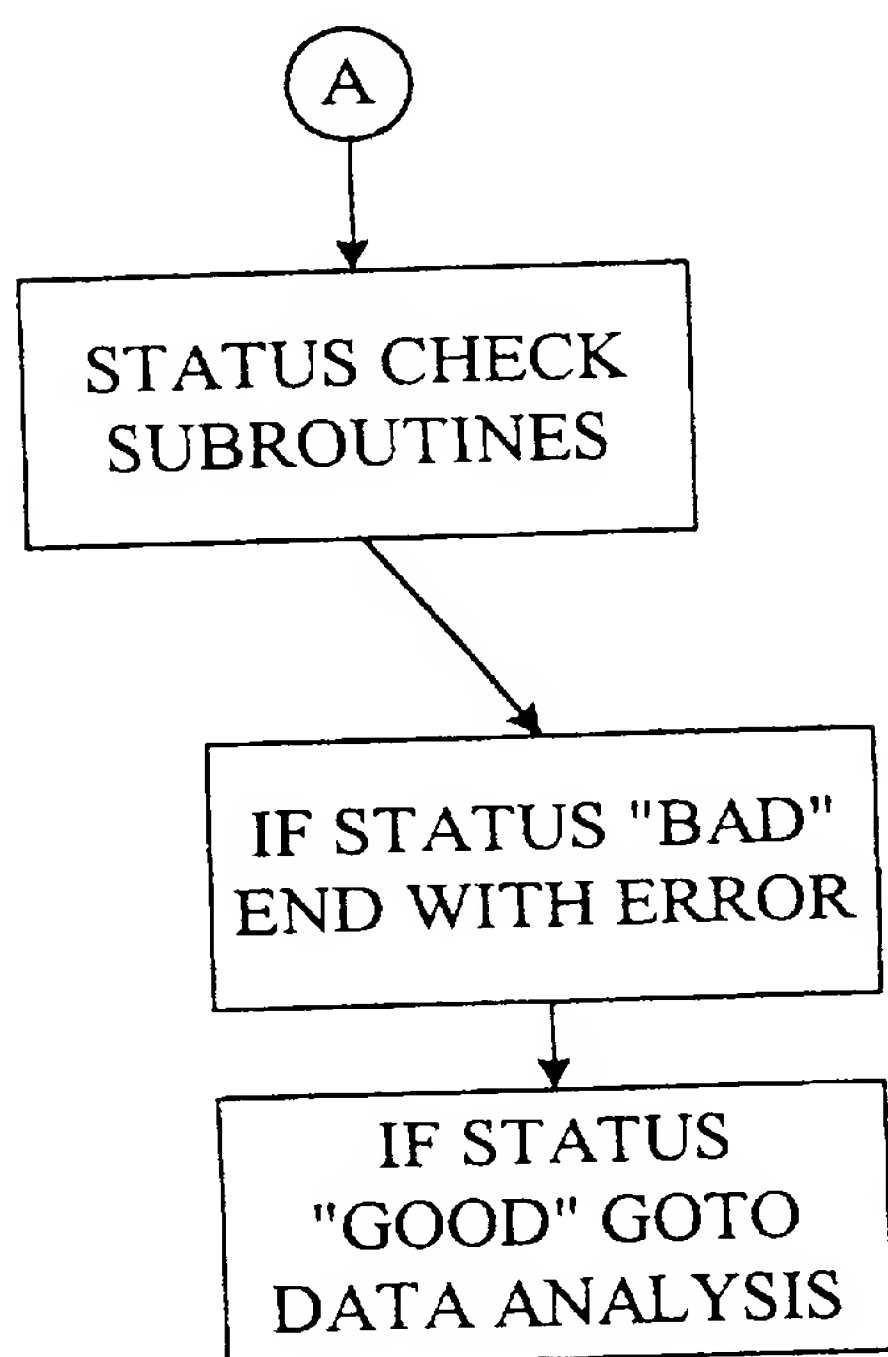 A
STATUS CHECK
SUBROUTINES
IF STATUS "BAD"
END WITH ERROR
IF STATUS
"GOOD" GOTO
DATA ANALYSIS